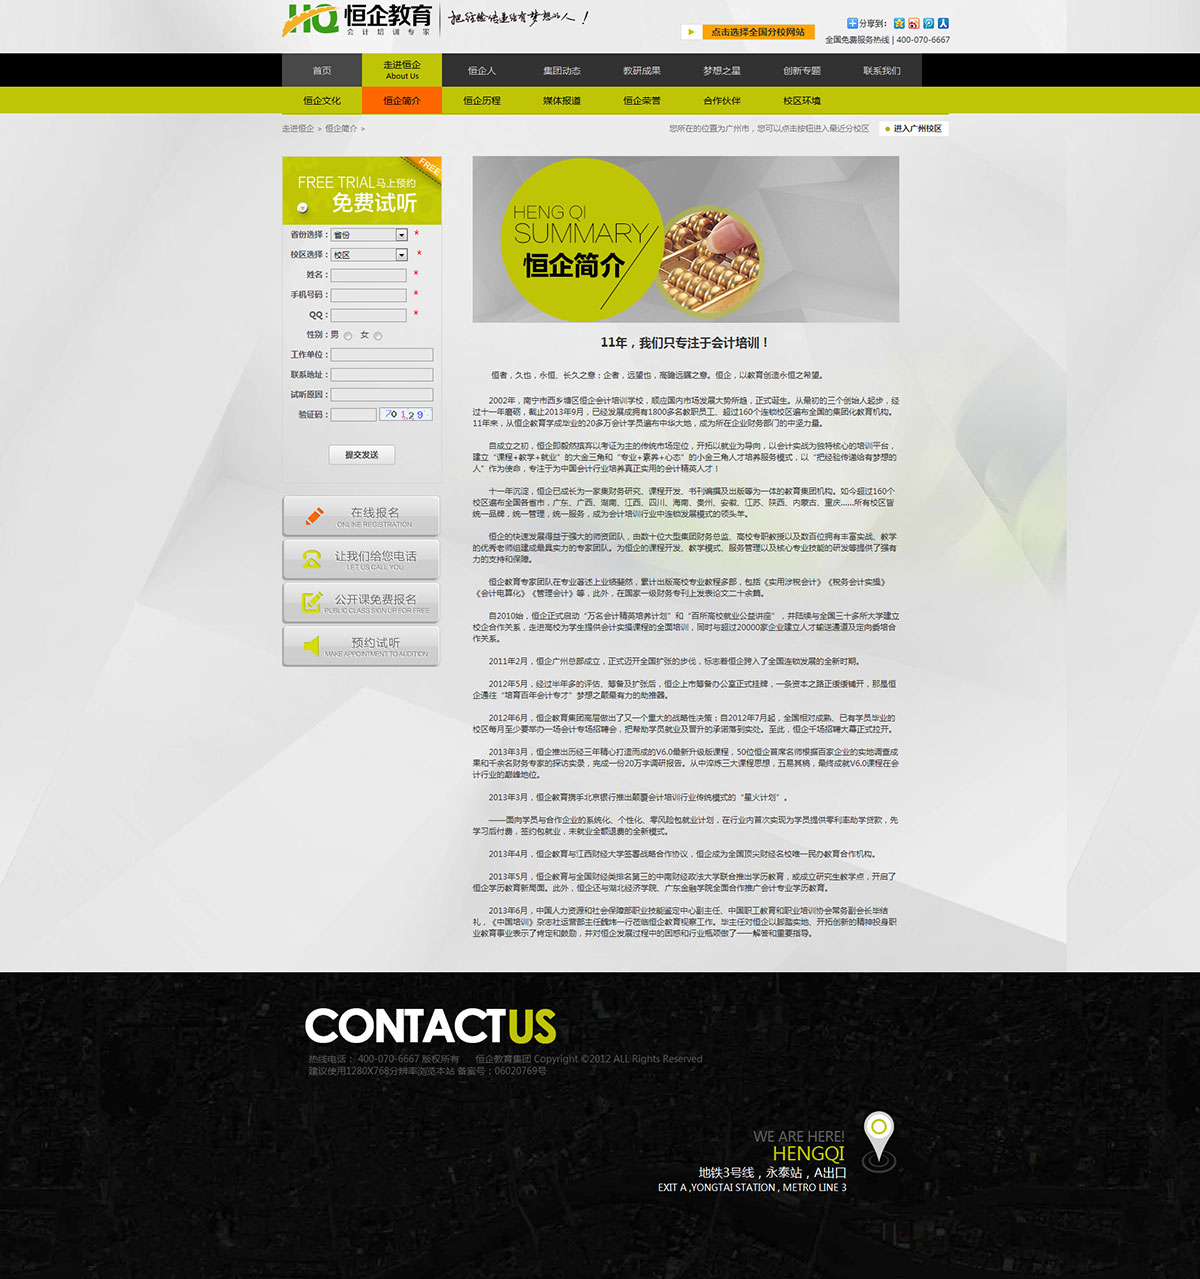 HQ 恒企教育
会计培训专家
把经验传递给有梦想的人！
点击选择全国分校网站
分享到：
全国免费服务热线 | 400-070-6667
首页 走进恒企 恒企人 集团动态 教研成果 梦想之星 创新专题 联系我们
About Us
恒企文化 恒企简介 恒企历程 媒体报道 恒企荣誉 合作伙伴 校区环境
走进恒企 > 恒企简介 >
您所在的位置为广州市，您可以点击按钮进入最近分校区 进入广州校区
FREE
FREE TRIAL 马上预约
免费试听
省份选择：省份 *
校区选择：校区 *
姓名： *
手机号码： *
QQ： *
性别：男 女
工作单位：
联系地址：
试听原因：
验证码： 70129
提交发送
在线报名
ONLINE REGISTRATION
让我们给您电话
LET US CALL YOU
公开课免费报名
PUBLIC CLASS SIGN UP FOR FREE
预约试听
MAKE APPOINTMENT TO AUDITION
HENG QI
SUMMARY
恒企简介
11年，我们只专注于会计培训！
恒者，久也，永恒、长久之意；企者，远望也，高瞻远瞩之意。恒企，以教育创造永恒之希望。
2002年，南宁市西乡塘区恒企会计培训学校，顺应国内市场发展大势所趋，正式诞生。从最初的三个创始人起步，经
过十一年磨砺，截止2013年9月，已经发展成拥有1800多名教职员工、超过160个连锁校区遍布全国的集团化教育机构。
11年来，从恒企教育学成毕业的20多万会计学员遍布中华大地，成为所在企业财务部门的中坚力量。
自成立之初，恒企即毅然摈弃以考证为主的传统市场定位，开拓以就业为导向，以会计实战为独特核心的培训平台，
建立“课程+教学+就业”的大金三角和“专业+素养+心态”的小金三角人才培养服务模式，以“把经验传递给有梦想的
人”作为使命，专注于为中国会计行业培养真正实用的会计精英人才！
十一年沉淀，恒企已成长为一家集财务研究、课程开发、书刊编撰及出版等为一体的教育集团机构。如今超过160个
校区遍布全国各省市，广东、广西、湖南、江西、四川、海南、贵州、安徽、江苏、陕西、内蒙古、重庆……所有校区皆
统一品牌，统一管理，统一服务，成为会计培训行业中连锁发展模式的领头羊。
恒企的快速发展得益于强大的师资团队，由数十位大型集团财务总监、高校专职教授以及数百位拥有丰富实战、教学
的优秀老师组建成最具实力的专家团队。为恒企的课程开发、教学模式、服务管理以及核心专业技能的研发等提供了强有
力的支持和保障。
恒企教育专家团队在专业著述上业绩斐然，累计出版高校专业教程多部，包括《实用涉税会计》《税务会计实操》
《会计电算化》《管理会计》等，此外，在国家一级财务专刊上发表论文二十余篇。
自2010始，恒企正式启动“万名会计精英培养计划”和“百所高校就业公益讲座”，并陆续与全国三十多所大学建立
校企合作关系，走进高校为学生提供会计实操课程的全面培训，同时与超过20000家企业建立人才输送通道及定向委培合
作关系。
2011年2月，恒企广州总部成立，正式迈开全国扩张的步伐，标志着恒企跨入了全国连锁发展的全新时期。
2012年5月，经过半年多的评估、筹备及扩张后，恒企上市筹备办公室正式挂牌，一条资本之路正缓缓铺开，那是恒
企通往“培育百年会计专才”梦想之颠最有力的助推器。
2012年6月，恒企教育集团高层做出了又一个重大的战略性决策：自2012年7月起，全国相对成熟、已有学员毕业的
校区每月至少要举办一场会计专场招聘会，把帮助学员就业及晋升的承诺落到实处。至此，恒企千场招聘大幕正式拉开。
2013年3月，恒企推出历经三年精心打造而成的V6.0最新升级版课程，50位恒企首席名师根据百家企业的实地调查成
果和千余名财务专家的探访实录，完成一份20万字调研报告。从中淬炼三大课程思想，五易其稿，最终成就V6.0课程在会
计行业的巅峰地位。
2013年3月，恒企教育携手北京银行推出颠覆会计培训行业传统模式的“星火计划”。
——面向学员与合作企业的系统化、个性化、零风险包就业计划，在行业内首次实现为学员提供零利率助学贷款，先
学习后付费，签约包就业，未就业全额退费的全新模式。
2013年4月，恒企教育与江西财经大学签署战略合作协议，恒企成为全国顶尖财经名校唯一民办教育合作机构。
2013年5月，恒企教育与全国财经类排名第三的中南财经政法大学联合推出学历教育，或成立研究生教学点，开启了
恒企学历教育新局面。此外，恒企还与湖北经济学院、广东金融学院全面合作推广会计专业学历教育。
2013年6月，中国人力资源和社会保障部职业技能鉴定中心副主任、中国职工教育和职业培训协会常务副会长毕结
礼，《中国培训》杂志社运营部主任魏炜一行莅临恒企教育视察工作。毕主任对恒企以脚踏实地、开拓创新的精神投身职
业教育事业表示了肯定和鼓励，并对恒企发展过程中的困惑和行业瓶颈做了一一解答和重要指导。
CONTACTUS
热线电话： 400-070-6667 版权所有 恒企教育集团 Copyright ©2012 ALL Rights Reserved
建议使用1280X768分辨率浏览本站 备案号：06020769号
WE ARE HERE!
HENGQI
地铁3号线，永泰站，A出口
EXIT A ,YONGTAI STATION , METRO LINE 3